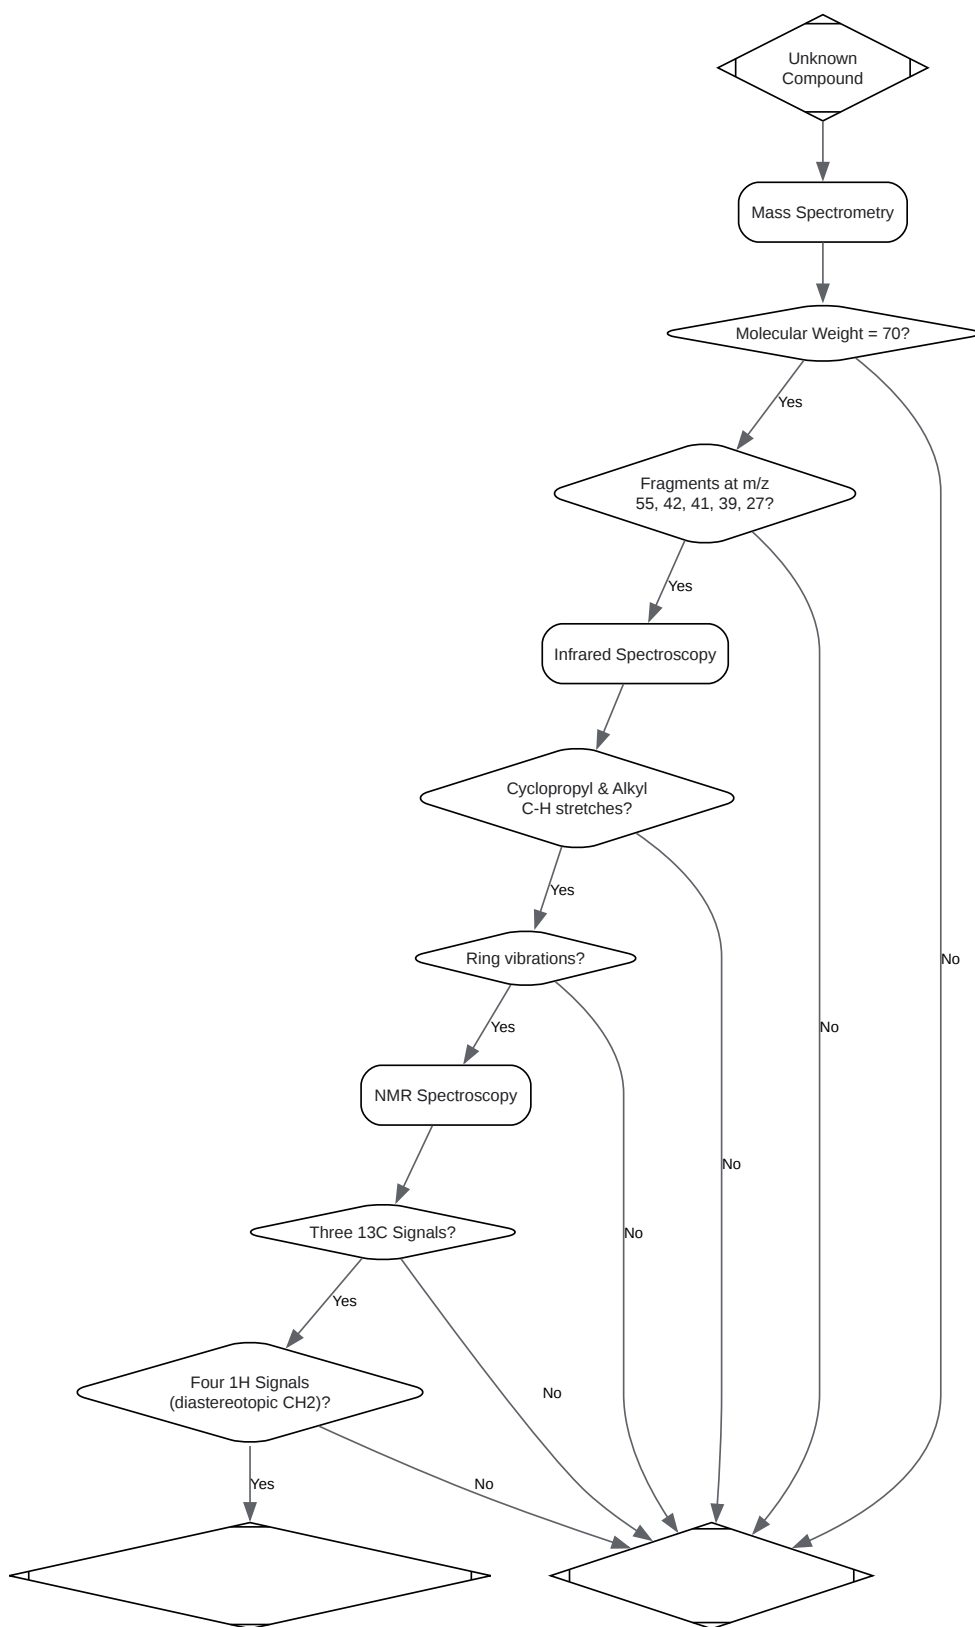 Unknown
Compound
Mass Spectrometry
Molecular Weight = 70?
Yes
Fragments at m/z
55, 42, 41, 39, 27?
Yes
Infrared Spectroscopy
Cyclopropyl & Alkyl
C-H stretches?
Yes
Ring vibrations?
No
Yes
No
NMR Spectroscopy
No
Three 13C Signals?
No
Yes
Four 1H Signals
(diastereotopic CH2)?
No
Yes
No